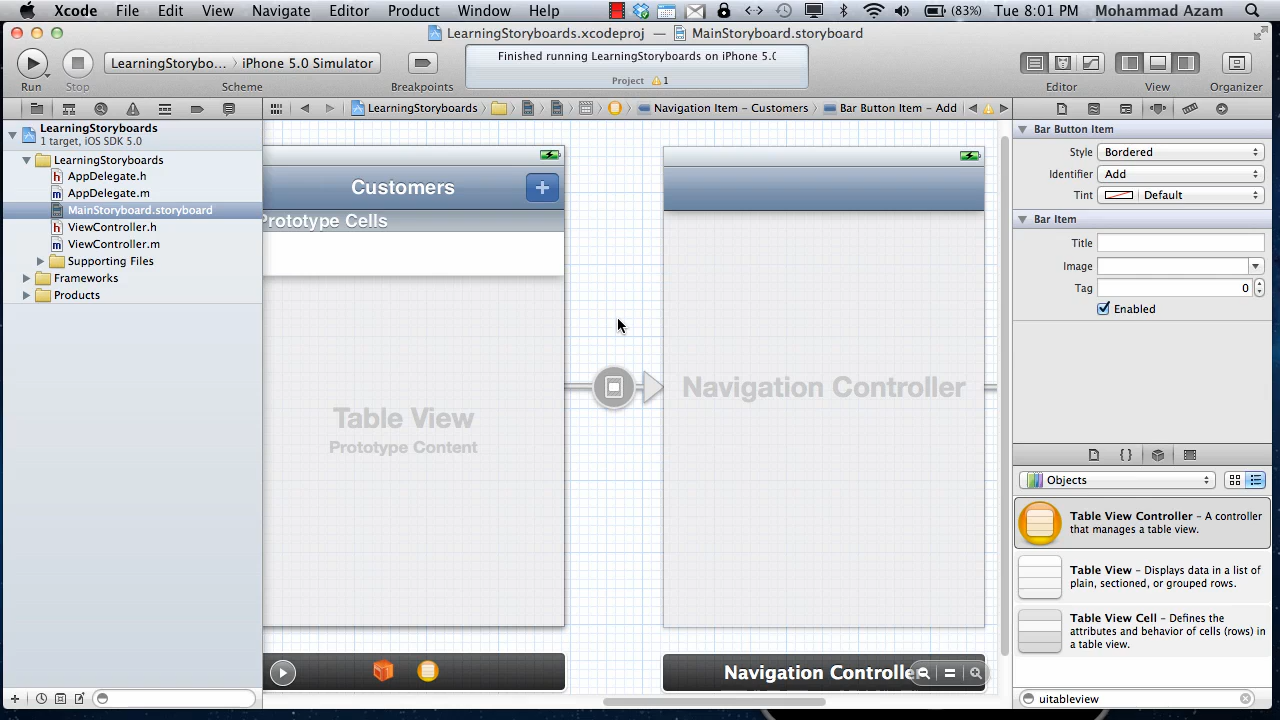 Xcode File Edit View Navigate Editor Product Window Help (83%) Tue 8:01 PM Mohammad Azam
LearningStoryboards.xcodeproj — MainStoryboard.storyboard
Run Stop LearningStorybo... iPhone 5.0 Simulator
Scheme Breakpoints
Finished running LearningStoryboards on iPhone 5.0
Project 1
Editor View Organizer
LearningStoryboards Navigation Item – Customers Bar Button Item – Add
LearningStoryboards
1 target, iOS SDK 5.0
LearningStoryboards
h AppDelegate.h
m AppDelegate.m
MainStoryboard.storyboard
h ViewController.h
m ViewController.m
Supporting Files
Frameworks
Products
Customers +
Prototype Cells
Table View
Prototype Content
Navigation Controller
Navigation Controller
Bar Button Item
Style Bordered
Identifier Add
Tint Default
Bar Item
Title
Image
Tag 0
Enabled
{ }
Objects
Table View Controller – A controller
that manages a table view.
Table View – Displays data in a list of
plain, sectioned, or grouped rows.
Table View Cell – Defines the
attributes and behavior of cells (rows) in
a table view.
uitableview